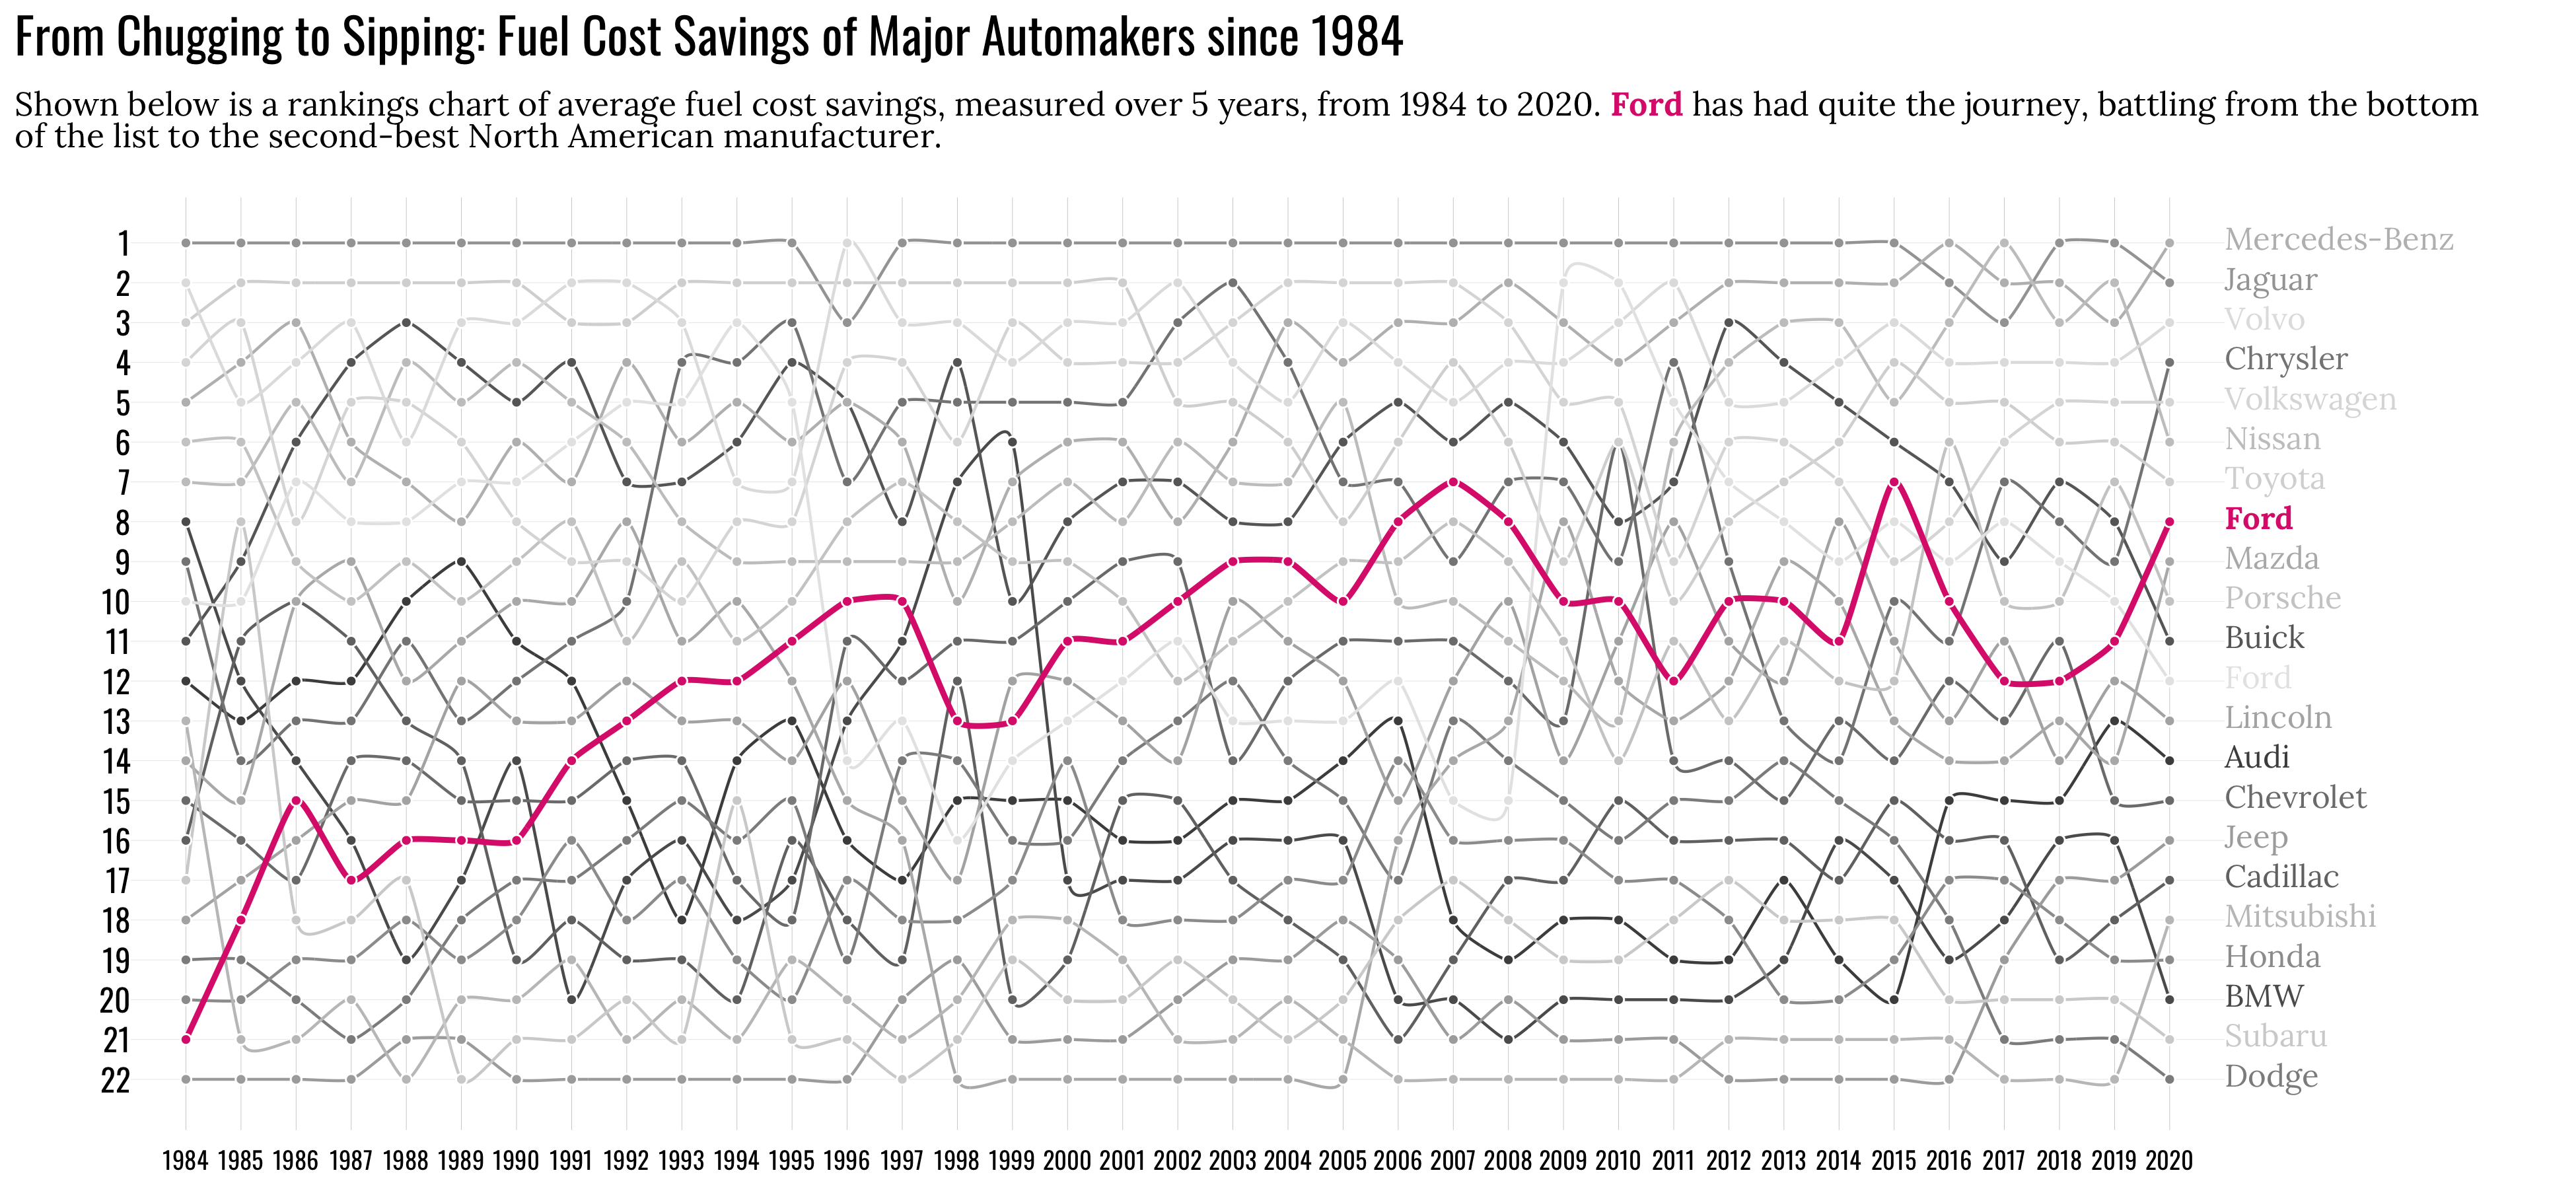 From Chugging to Sipping: Fuel Cost Savings of Major Automakers since 1984
Shown below is a rankings chart of average fuel cost savings, measured over 5 years, from 1984 to 2020. Ford has had quite the journey, battling from the bottom
of the list to the second-best North American manufacturer.
1 Mercedes-Benz
2 Jaguar
3 Volvo
4 Chrysler
5 Volkswagen
6 Nissan
7 Toyota
8 Ford
9 Mazda
10 Porsche
11 Buick
12 Ford
13 Lincoln
14 Audi
15 Chevrolet
16 Jeep
17 Cadillac
18 Mitsubishi
19 Honda
20 BMW
21 Subaru
22 Dodge
1984 1985 1986 1987 1988 1989 1990 1991 1992 1993 1994 1995 1996 1997 1998 1999 2000 2001 2002 2003 2004 2005 2006 2007 2008 2009 2010 2011 2012 2013 2014 2015 2016 2017 2018 2019 2020